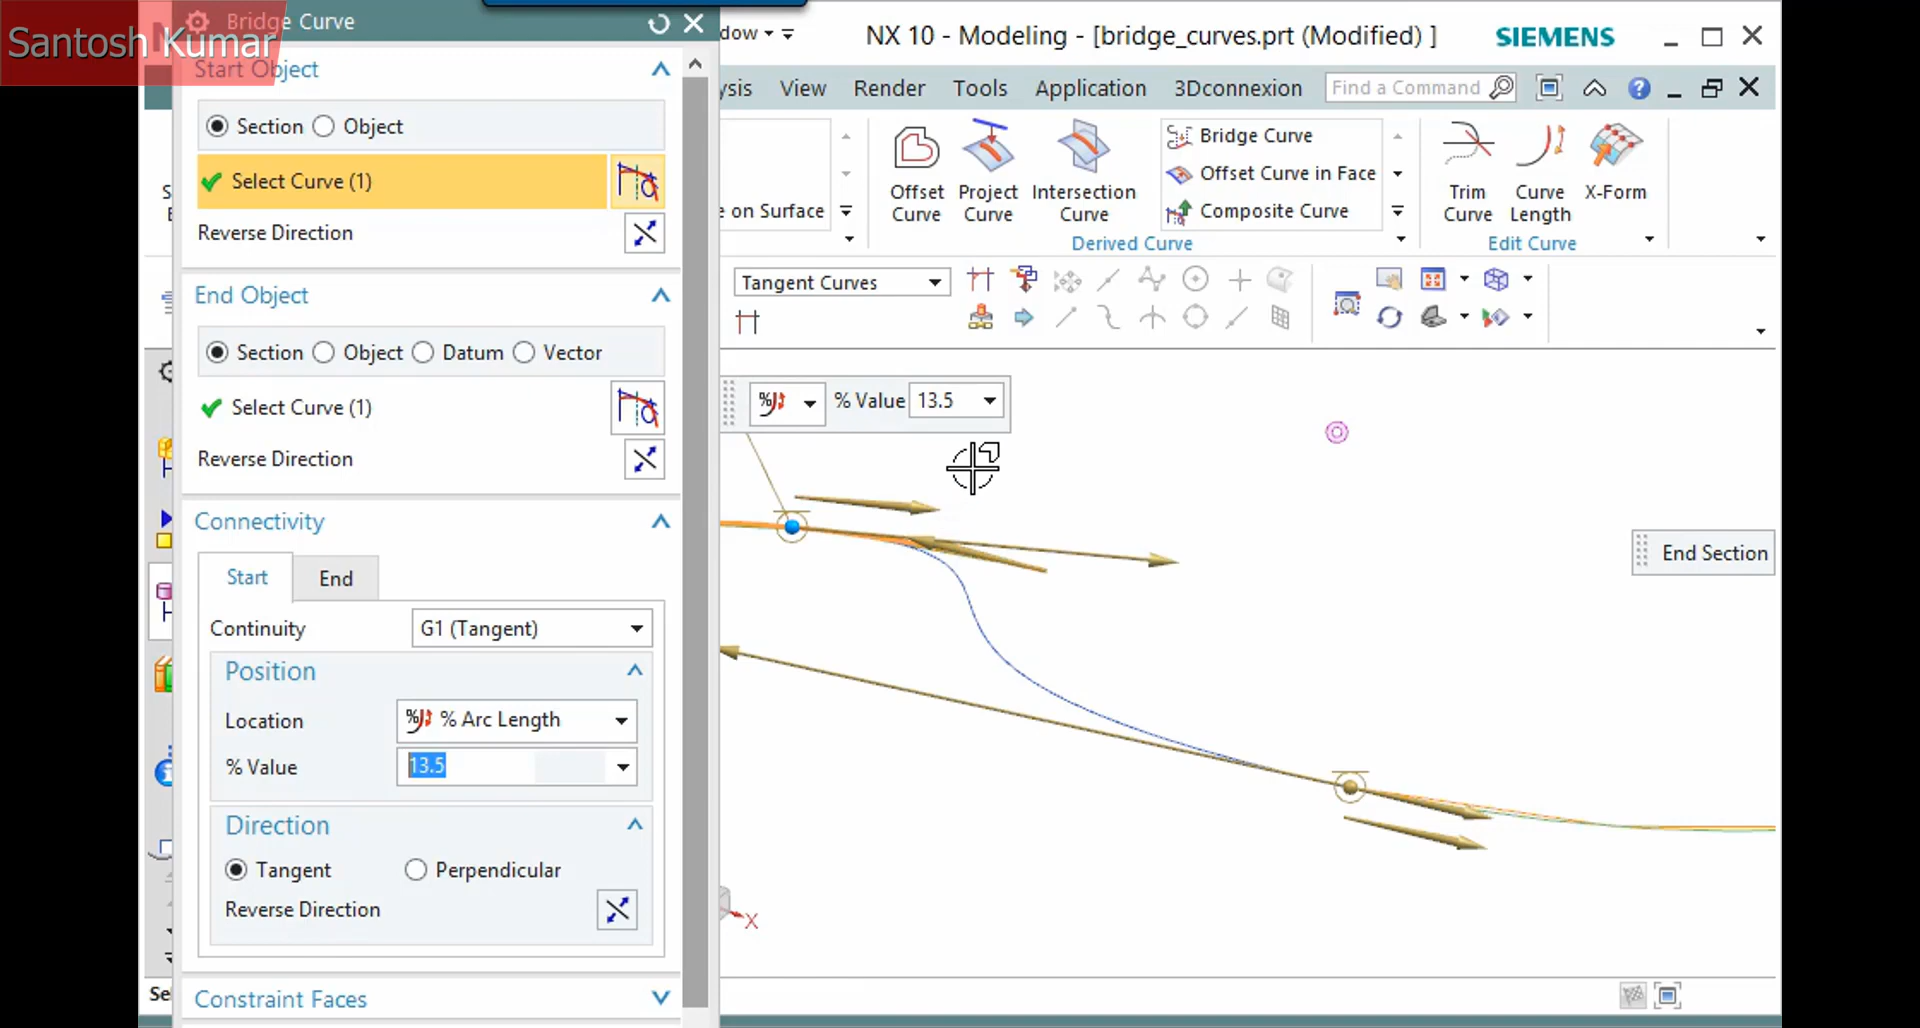 Santosh Kumar
Bridge Curve
dow
NX 10 - Modeling - [bridge_curves.prt (Modified) ]
SIEMENS
Start Object
ysis
View
Render
Tools
Application
3Dconnexion
Find a Command
Section
Object
Select Curve (1)
Reverse Direction
e on Surface
Offset
Curve
Project
Curve
Intersection
Curve
Bridge Curve
Offset Curve in Face
Composite Curve
Derived Curve
Trim
Curve
Curve
Length
X-Form
Edit Curve
End Object
Tangent Curves
Section
Object
Datum
Vector
Select Curve (1)
Reverse Direction
% Value
13.5
Connectivity
End Section
Start
End
Continuity
G1 (Tangent)
Position
Location
% Arc Length
% Value
13.5
Direction
Tangent
Perpendicular
Reverse Direction
X
Sel
Constraint Faces